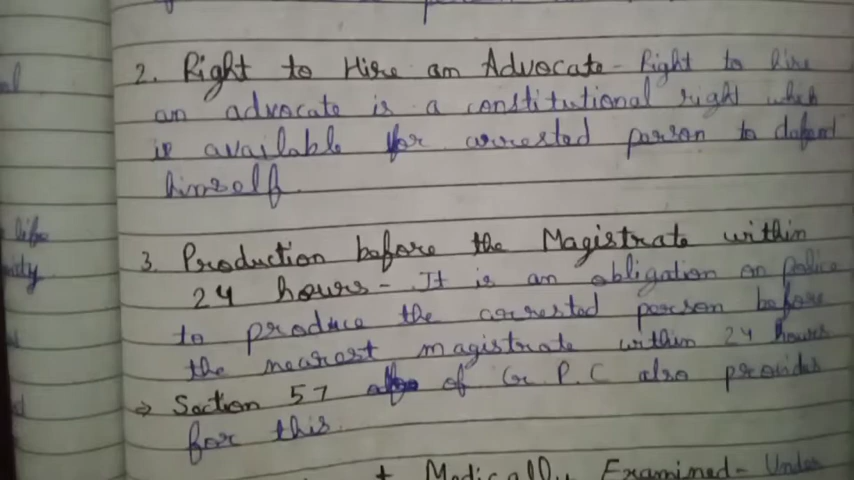 2. Right to Hire an Advocate - Right to hire
an advocate is a constitutional right which
is available for arrested person to defend
himself.
3. Production before the Magistrate within
24 hours - It is an obligation on police
to produce the arrested person before
the nearest magistrate within 24 hours
⇒ Section 57 of Cr P.C also provides
for this.
Medically Examined - Under